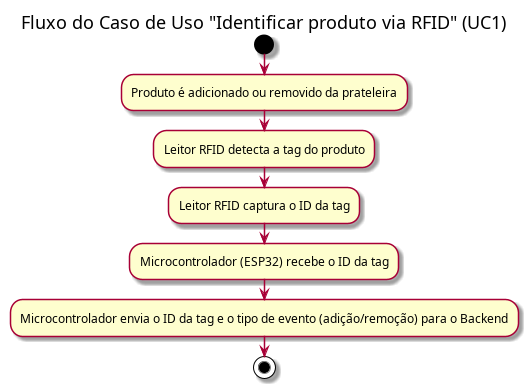 Fluxo do Caso de Uso "Identificar produto via RFID" (UC1)
Produto é adicionado ou removido da prateleira
Leitor RFID detecta a tag do produto
Leitor RFID captura o ID da tag
Microcontrolador (ESP32) recebe o ID da tag
Microcontrolador envia o ID da tag e o tipo de evento (adição/remoção) para o Backend